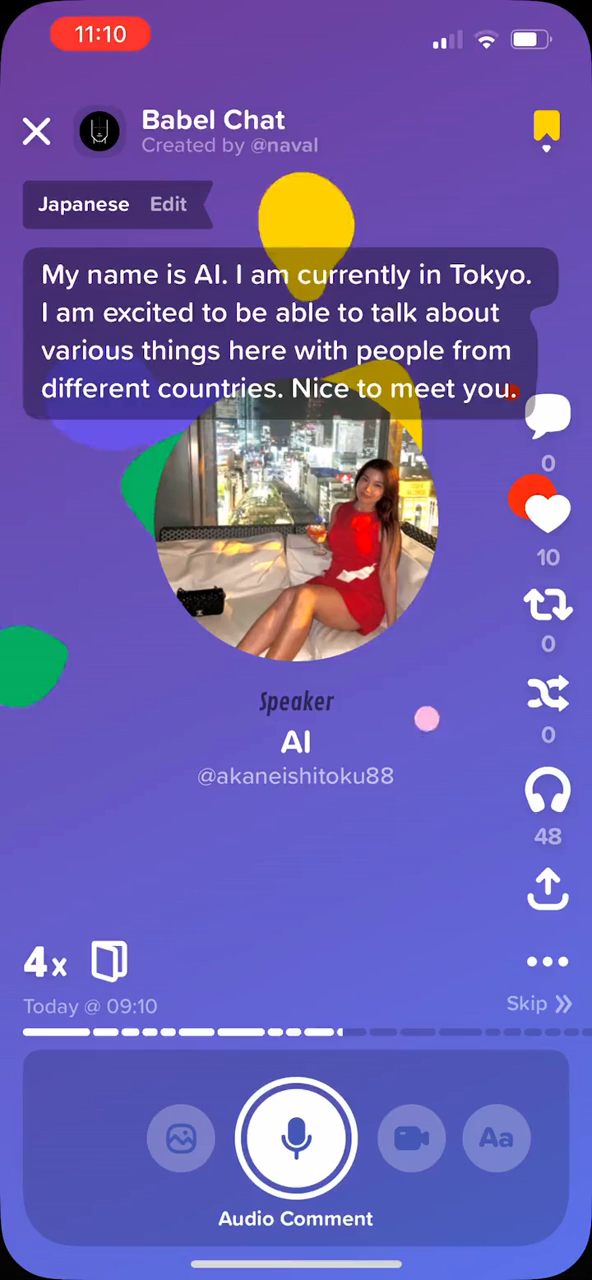 11:10
Babel Chat
Created by @naval
Japanese Edit
My name is AI. I am currently in Tokyo.
I am excited to be able to talk about
various things here with people from
different countries. Nice to meet you.
0
10
0
0
48
Speaker
AI
@akaneishitoku88
4x
Today @ 09:10
Skip
Aa
Audio Comment